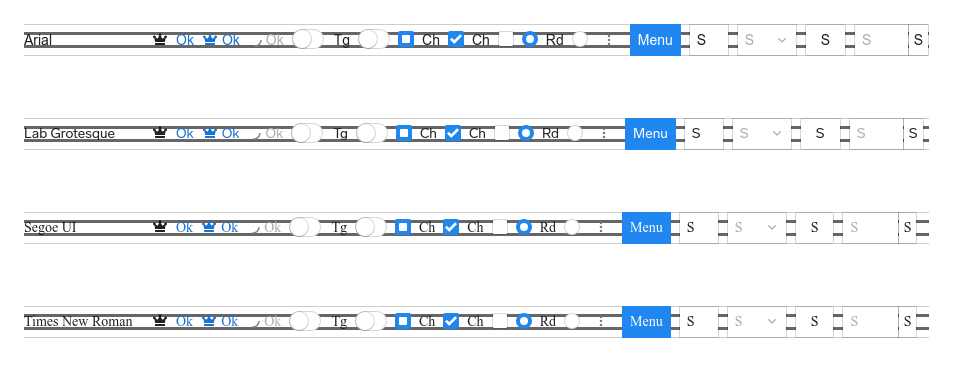 Arial Ok Ok Ok Tg Ch Ch Rd Menu S S S S S
Lab Grotesque Ok Ok Ok Tg Ch Ch Rd Menu S S S S S
Segoe UI Ok Ok Ok Tg Ch Ch Rd Menu S S S S S
Times New Roman Ok Ok Ok Tg Ch Ch Rd Menu S S S S S